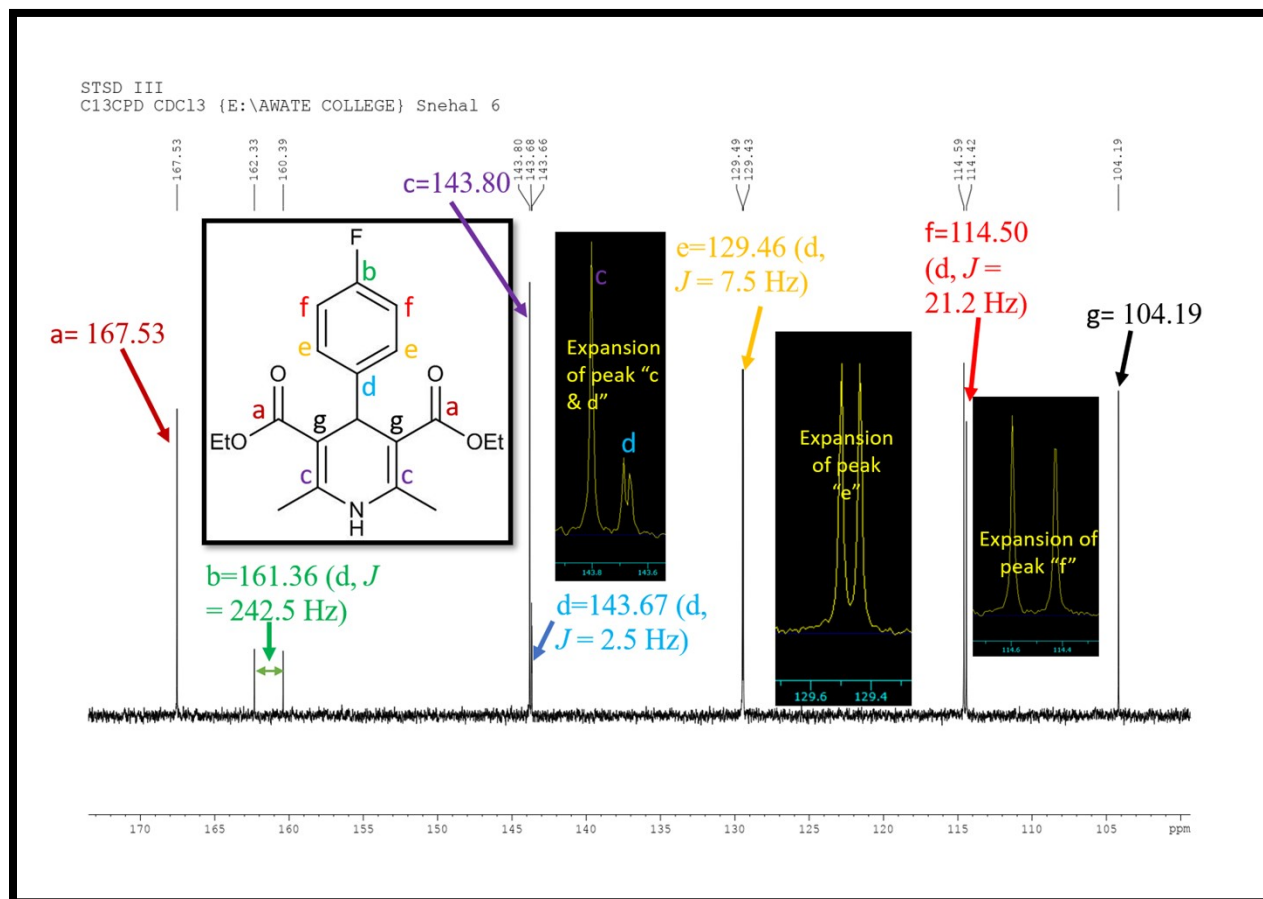 STSD III
C13CPD CDCl3 {E:\AWATE COLLEGE} Snehal 6
167.53
162.33
160.39
143.80
143.68
143.66
129.49
129.43
114.59
114.42
104.19
c=143.80
a= 167.53
e=129.46 (d,
J = 7.5 Hz)
f=114.50
(d, J =
21.2 Hz)
g= 104.19
F
b
f
f
e
e
d
O
O
a
g
g
a
EtO
OEt
c
c
N
H
c
Expansion
of peak "c
& d"
d
143.8
143.6
Expansion
of peak
"e"
129.6
129.4
Expansion of
peak "f"
114.6
114.4
b=161.36 (d, J
= 242.5 Hz)
d=143.67 (d,
J = 2.5 Hz)
170
165
160
155
150
145
140
135
130
125
120
115
110
105
ppm